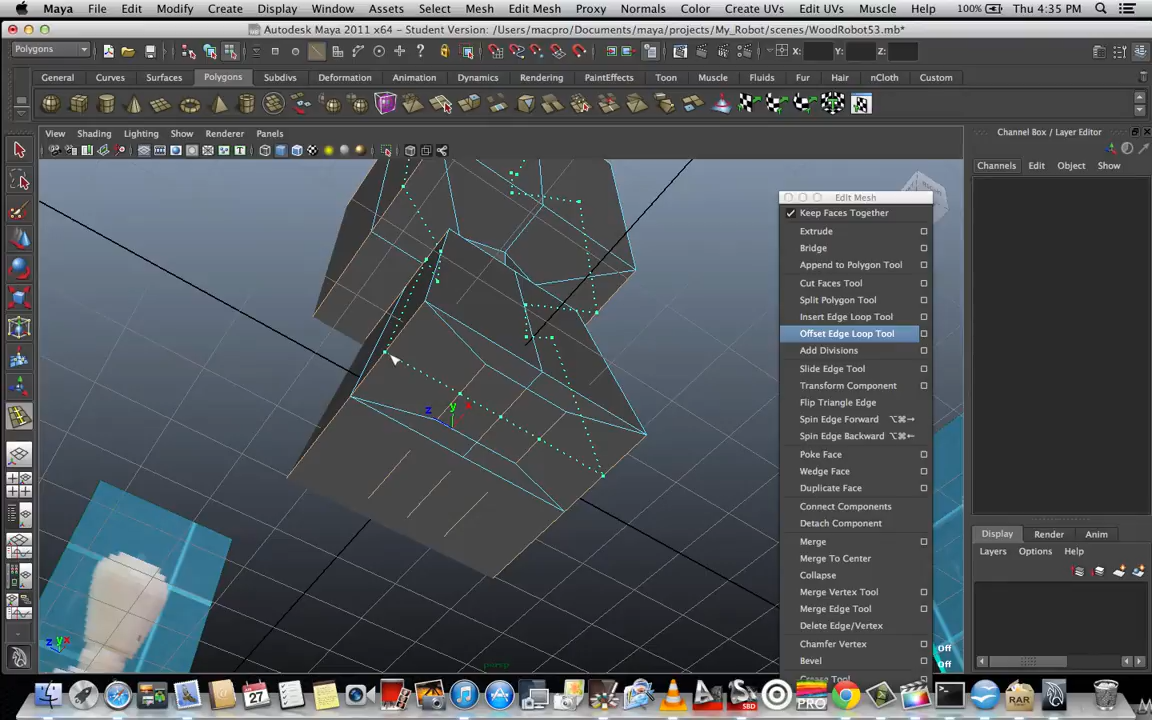 Maya File Edit Modify Create Display Window Assets Select Mesh Edit Mesh Proxy Normals Color Create UVs Edit UVs Muscle Help 100% Thu 4:35 PM
Autodesk Maya 2011 x64 - Student Version: /Users/macpro/Documents/maya/projects/My_Robot/scenes/WoodRobot53.mb*
Polygons X: Y: Z:
General Curves Surfaces Polygons Subdivs Deformation Animation Dynamics Rendering PaintEffects Toon Muscle Fluids Fur Hair nCloth Custom
View Shading Lighting Show Renderer Panels
Channel Box / Layer Editor
Channels Edit Object Show
Edit Mesh
Keep Faces Together
Extrude
Bridge
Append to Polygon Tool
Cut Faces Tool
Split Polygon Tool
Insert Edge Loop Tool
Offset Edge Loop Tool
Add Divisions
Slide Edge Tool
Transform Component
Flip Triangle Edge
Spin Edge Forward ⌥⌘→
Spin Edge Backward ⌥⌘←
Poke Face
Wedge Face
Duplicate Face
Connect Components
Detach Component
Merge
Merge To Center
Collapse
Merge Vertex Tool
Merge Edge Tool
Delete Edge/Vertex
Chamfer Vertex
Bevel
Crease Tool
z y x
Display Render Anim
Layers Options Help
Off
Off
persp